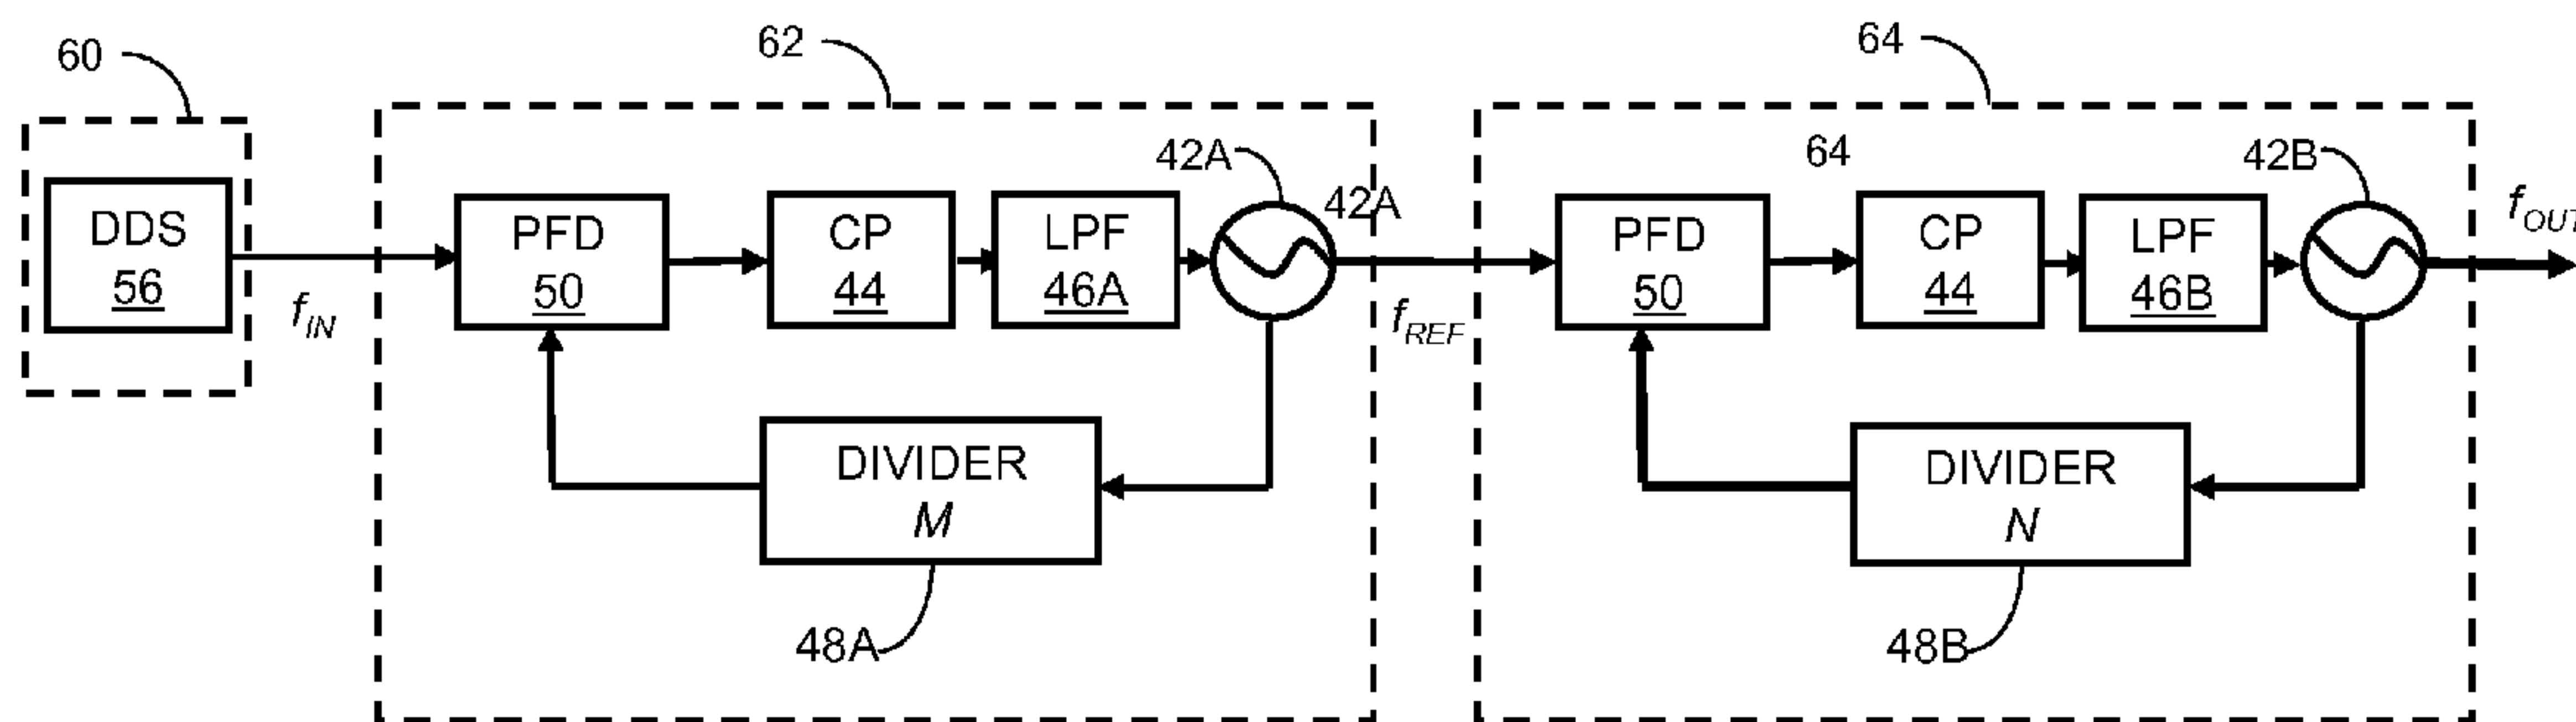 60
62
64
DDS
56
f_IN
PFD
50
CP
44
LPF
46A
42A
42A
f_REF
DIVIDER
M
48A
64
PFD
50
CP
44
LPF
46B
42B
f_OUT
DIVIDER
N
48B